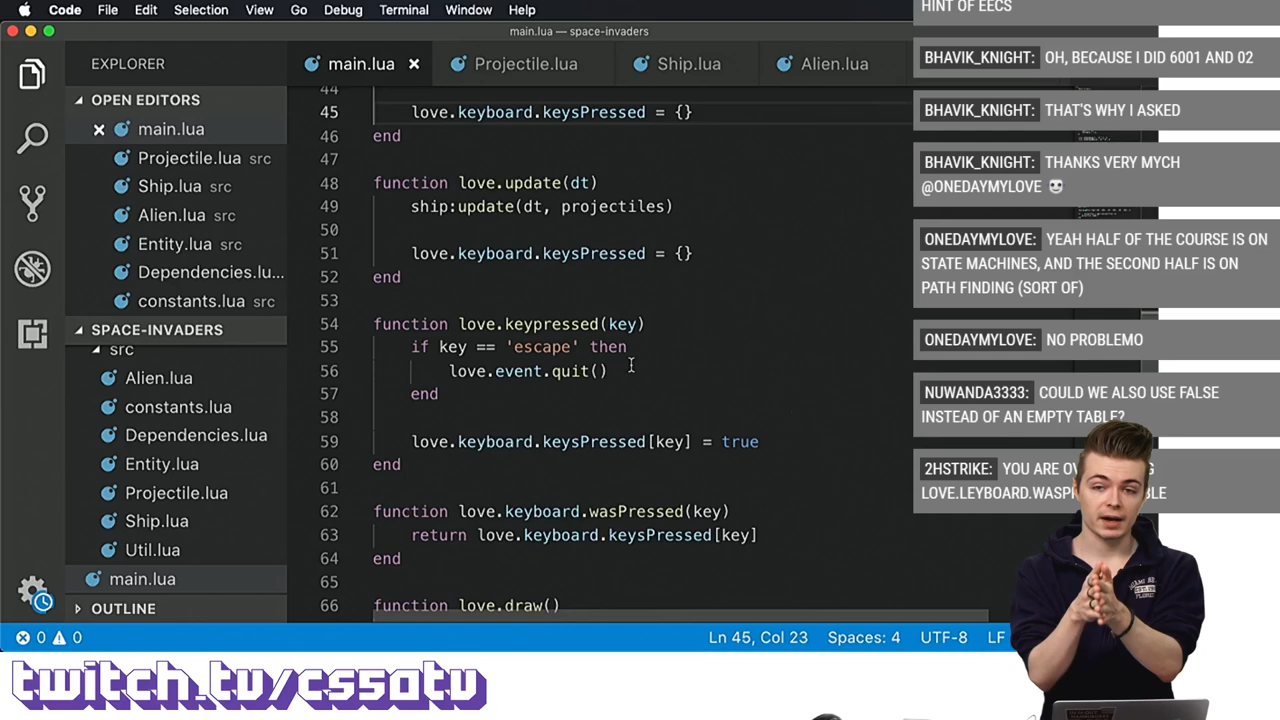 Code File Edit Selection View Go Debug Terminal Window Help
main.lua — space-invaders
EXPLORER
OPEN EDITORS
main.lua
Projectile.lua src
Ship.lua src
Alien.lua src
Entity.lua src
Dependencies.lu...
constants.lua src
SPACE-INVADERS
src
Alien.lua
constants.lua
Dependencies.lua
Entity.lua
Projectile.lua
Ship.lua
Util.lua
main.lua
OUTLINE
main.lua Projectile.lua Ship.lua Alien.lua
44
45 love.keyboard.keysPressed = {}
46 end
47
48 function love.update(dt)
49 ship:update(dt, projectiles)
50
51 love.keyboard.keysPressed = {}
52 end
53
54 function love.keypressed(key)
55 if key == 'escape' then
56 love.event.quit()
57 end
58
59 love.keyboard.keysPressed[key] = true
60 end
61
62 function love.keyboard.wasPressed(key)
63 return love.keyboard.keysPressed[key]
64 end
65
66 function love.draw()
0 0
Ln 45, Col 23 Spaces: 4 UTF-8 LF
HINT OF EECS
BHAVIK_KNIGHT: OH, BECAUSE I DID 6001 AND 02
BHAVIK_KNIGHT: THAT'S WHY I ASKED
BHAVIK_KNIGHT: THANKS VERY MYCH
@ONEDAYMYLOVE
ONEDAYMYLOVE: YEAH HALF OF THE COURSE IS ON
STATE MACHINES, AND THE SECOND HALF IS ON
PATH FINDING (SORT OF)
ONEDAYMYLOVE: NO PROBLEMO
NUWANDA3333: COULD WE ALSO USE FALSE
INSTEAD OF AN EMPTY TABLE?
2HSTRIKE: YOU ARE
twitch.tv/cs50tv